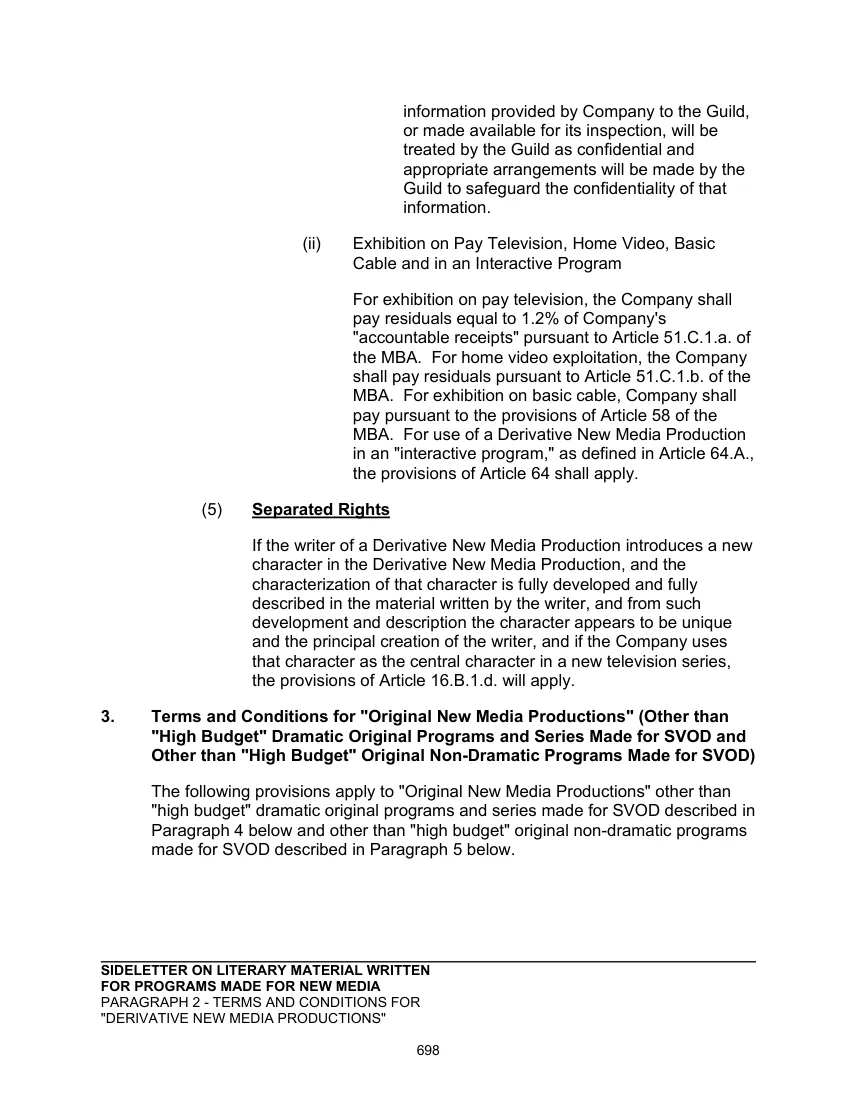 information provided by Company to the Guild,
or made available for its inspection, will be
treated by the Guild as confidential and
appropriate arrangements will be made by the
Guild to safeguard the confidentiality of that
information.
(ii) Exhibition on Pay Television, Home Video, Basic
Cable and in an Interactive Program
For exhibition on pay television, the Company shall
pay residuals equal to 1.2% of Company's
"accountable receipts" pursuant to Article 51.C.1.a. of
the MBA.  For home video exploitation, the Company
shall pay residuals pursuant to Article 51.C.1.b. of the
MBA.  For exhibition on basic cable, Company shall
pay pursuant to the provisions of Article 58 of the
MBA.  For use of a Derivative New Media Production
in an "interactive program," as defined in Article 64.A.,
the provisions of Article 64 shall apply.
(5) Separated Rights
If the writer of a Derivative New Media Production introduces a new
character in the Derivative New Media Production, and the
characterization of that character is fully developed and fully
described in the material written by the writer, and from such
development and description the character appears to be unique
and the principal creation of the writer, and if the Company uses
that character as the central character in a new television series,
the provisions of Article 16.B.1.d. will apply.
3. Terms and Conditions for "Original New Media Productions" (Other than
"High Budget" Dramatic Original Programs and Series Made for SVOD and
Other than "High Budget" Original Non-Dramatic Programs Made for SVOD)
The following provisions apply to "Original New Media Productions" other than
"high budget" dramatic original programs and series made for SVOD described in
Paragraph 4 below and other than "high budget" original non-dramatic programs
made for SVOD described in Paragraph 5 below.
SIDELETTER ON LITERARY MATERIAL WRITTEN
FOR PROGRAMS MADE FOR NEW MEDIA
PARAGRAPH 2 - TERMS AND CONDITIONS FOR
"DERIVATIVE NEW MEDIA PRODUCTIONS"
698